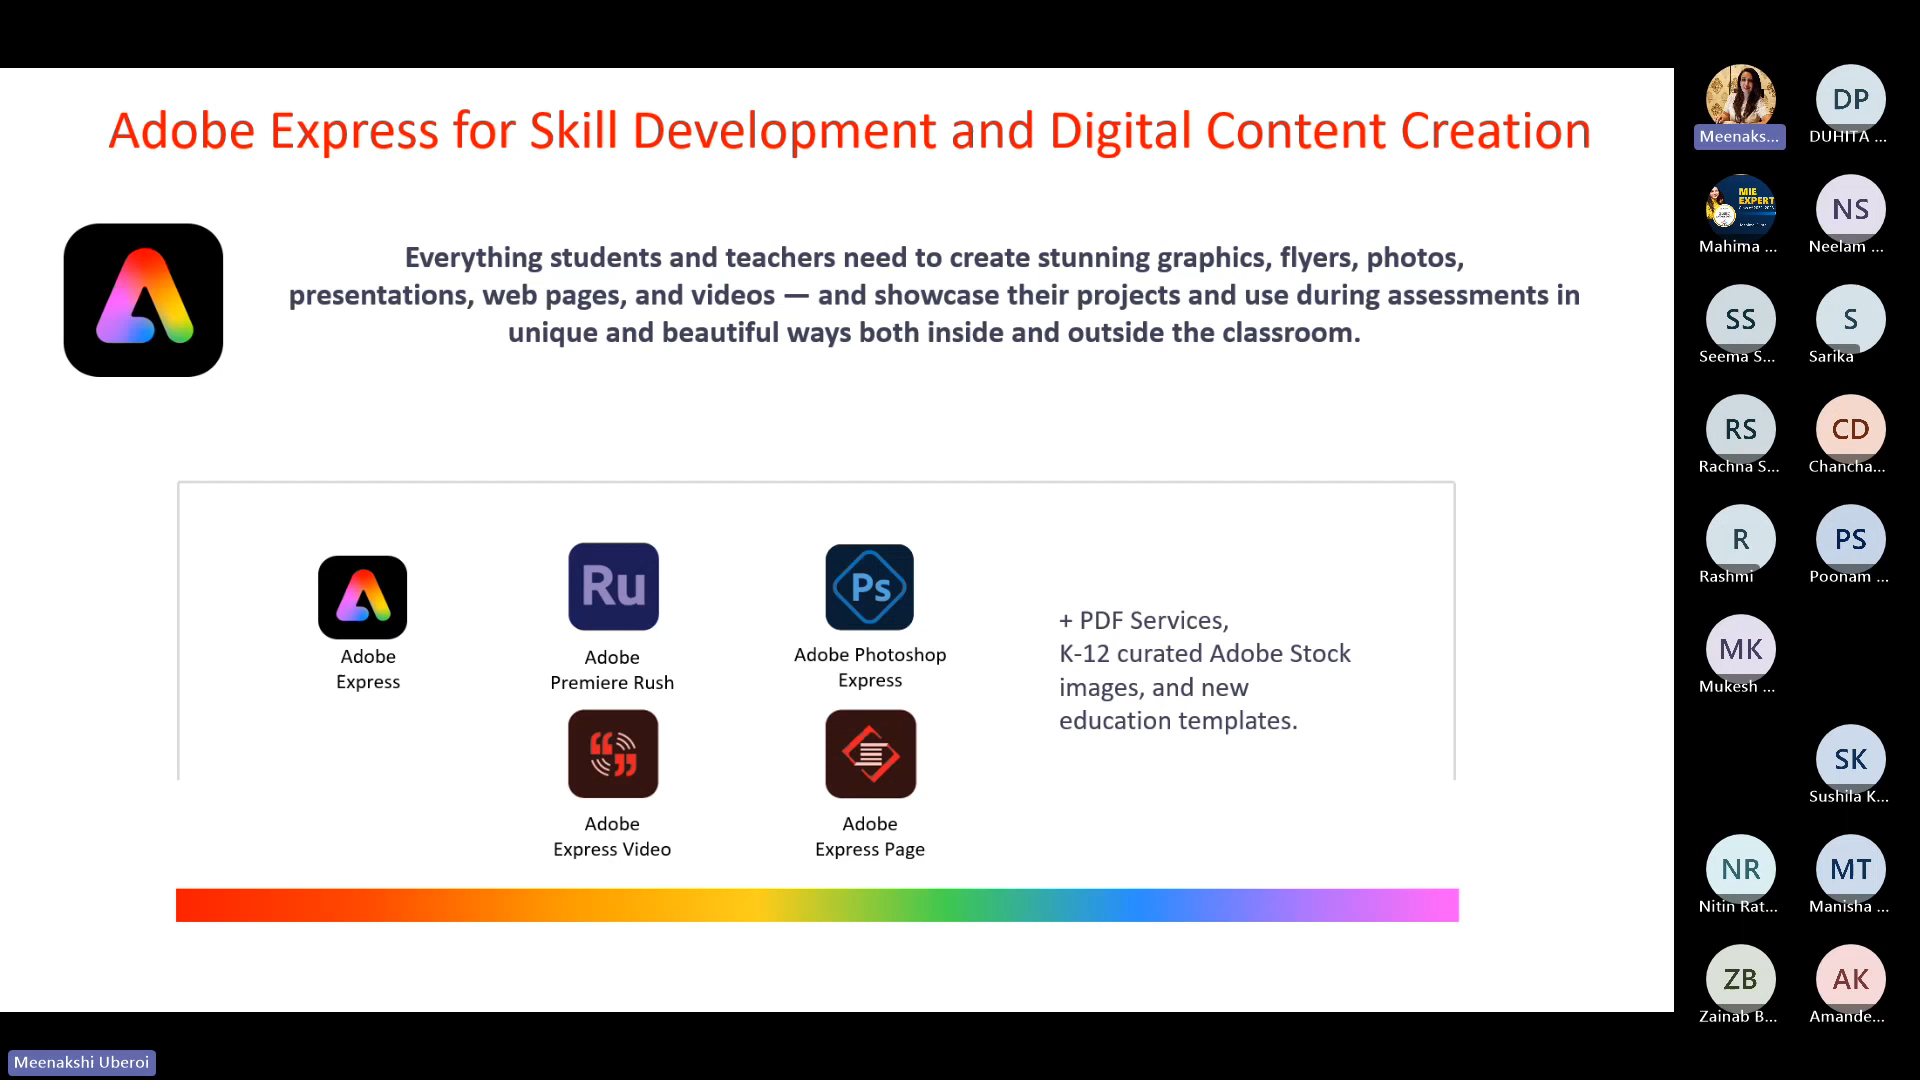 Adobe Express for Skill Development and Digital Content Creation
Everything students and teachers need to create stunning graphics, flyers, photos,
presentations, web pages, and videos — and showcase their projects and use during assessments in
unique and beautiful ways both inside and outside the classroom.
Adobe
Express
Ru
Adobe
Premiere Rush
Ps
Adobe Photoshop
Express
Adobe
Express Video
Adobe
Express Page
+ PDF Services,
K-12 curated Adobe Stock
images, and new
education templates.
Meenaks...
DP
DUHITA ...
MIE
EXPERT
Mahima ...
NS
Neelam ...
SS
Seema S...
S
Sarika
RS
Rachna S...
CD
Chancha...
R
Rashmi
PS
Poonam ...
MK
Mukesh ...
SK
Sushila K...
NR
Nitin Rat...
MT
Manisha ...
ZB
Zainab B...
AK
Amande...
Meenakshi Uberoi